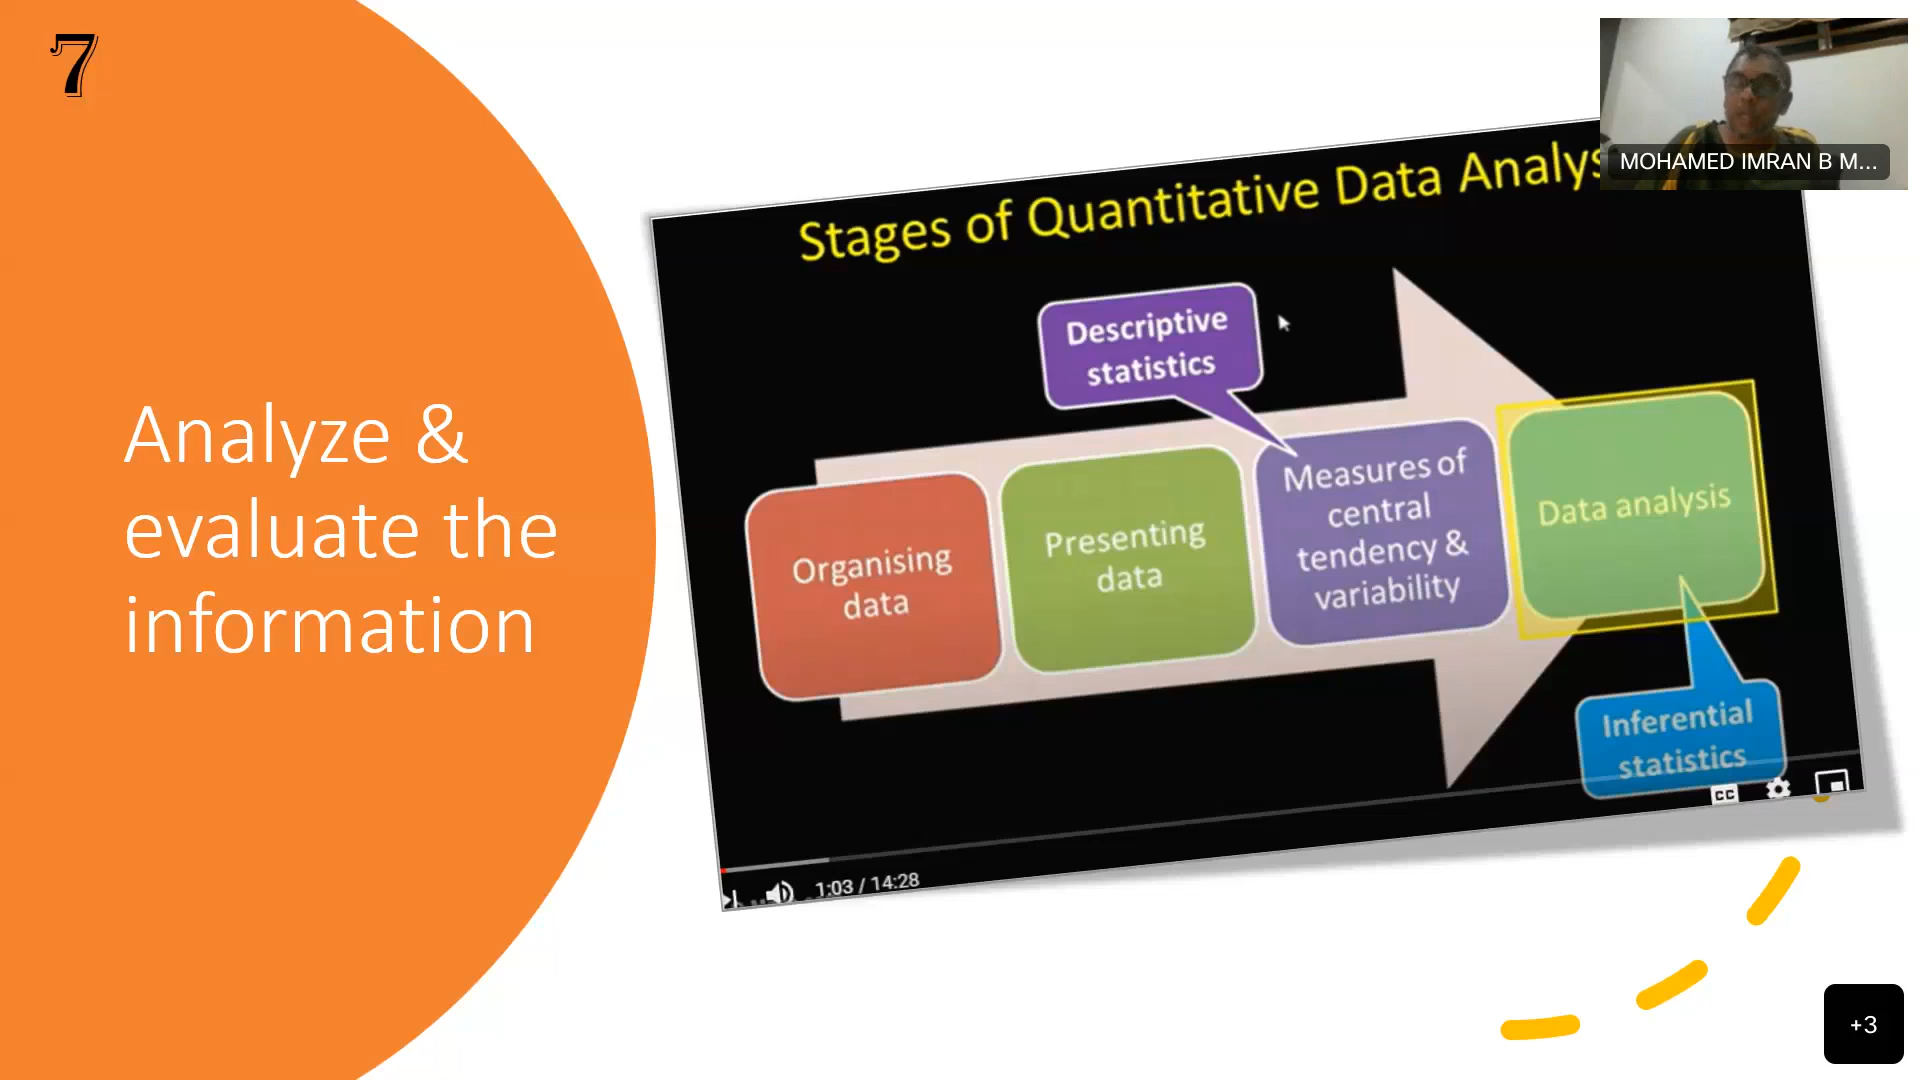 7
MOHAMED IMRAN B M...
Stages of Quantitative Data Analys
Descriptive
statistics
Analyze &
evaluate the
information
Organising
data
Presenting
data
Measures of
central
tendency &
variability
Data analysis
Inferential
statistics
CC
1:03 / 14:28
+3